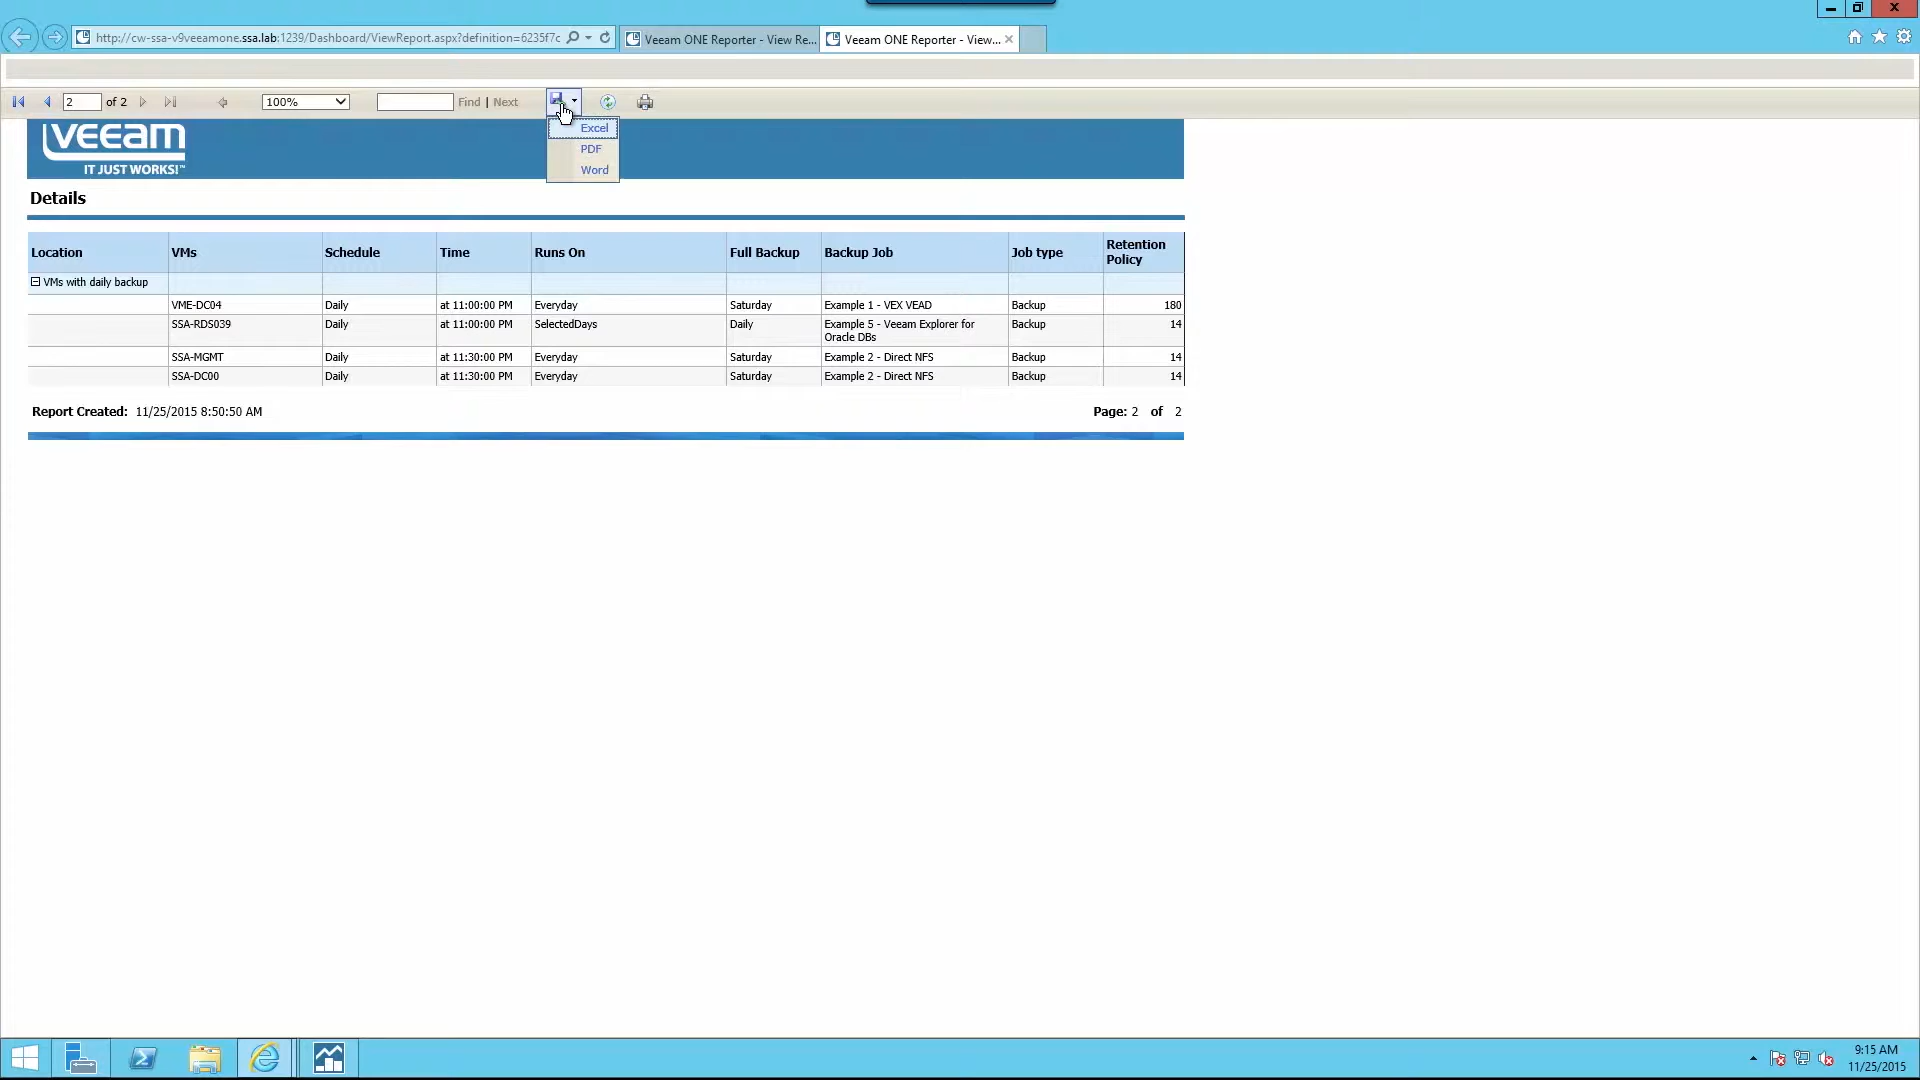 http://cw-ssa-v9veeamone.ssa.lab:1239/Dashboard/ViewReport.aspx?definition=6235f7c
Veeam ONE Reporter - View Re...
Veeam ONE Reporter - View...
2 of 2 100% Find | Next
Excel
PDF
Word
veeam
IT JUST WORKS!™
Details
Location VMs Schedule Time Runs On Full Backup Backup Job Job type Retention Policy
VMs with daily backup
VME-DC04 Daily at 11:00:00 PM Everyday Saturday Example 1 - VEX VEAD Backup 180
SSA-RDS039 Daily at 11:00:00 PM SelectedDays Daily Example 5 - Veeam Explorer for Oracle DBs Backup 14
SSA-MGMT Daily at 11:30:00 PM Everyday Saturday Example 2 - Direct NFS Backup 14
SSA-DC00 Daily at 11:30:00 PM Everyday Saturday Example 2 - Direct NFS Backup 14
Report Created: 11/25/2015 8:50:50 AM Page: 2 of 2
9:15 AM
11/25/2015